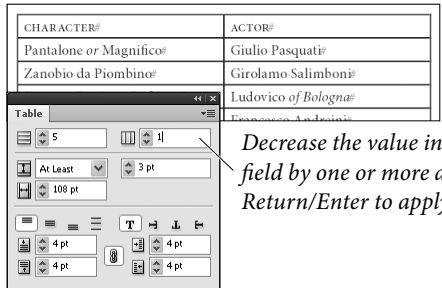 CHARACTER# ACTOR#
Pantalone or Magnifico# Giulio Pasquati#
Zanobio da Piombino# Girolamo Salimboni#
Ludovico of Bologna#
Francesco Andreini#
Table
5 1
At Least 3 pt
108 pt
T
4 pt 4 pt
4 pt 4 pt
Decrease the value in
field by one or more a
Return/Enter to apply